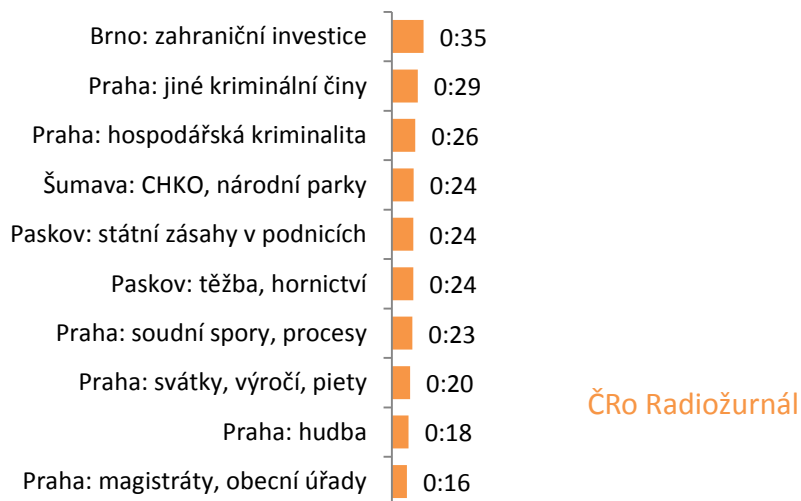 Brno: zahraniční investice 0:35
Praha: jiné kriminální činy 0:29
Praha: hospodářská kriminalita 0:26
Šumava: CHKO, národní parky 0:24
Paskov: státní zásahy v podnicích 0:24
Paskov: těžba, hornictví 0:24
Praha: soudní spory, procesy 0:23
Praha: svátky, výročí, piety 0:20
ČRo Radiožurnál
Praha: hudba 0:18
Praha: magistráty, obecní úřady 0:16